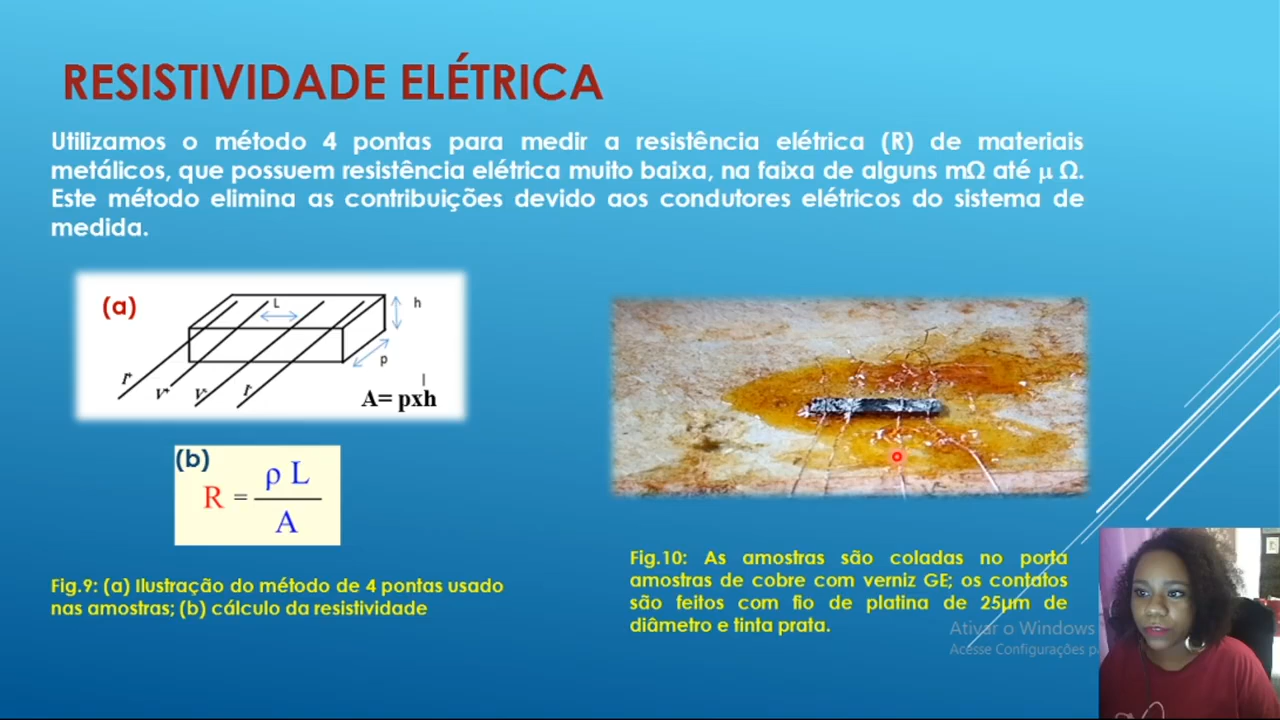 RESISTIVIDADE ELÉTRICA
Utilizamos o método 4 pontas para medir a resistência elétrica (R) de materiais
metálicos, que possuem resistência elétrica muito baixa, na faixa de alguns mΩ até μ Ω.
Este método elimina as contribuições devido aos condutores elétricos do sistema de
medida.
(a)
L
h
p
I⁺
V⁺
V⁻
I⁻
l
A= pxh
(b)
R = ρ L / A
Fig.9: (a) Ilustração do método de 4 pontas usado
nas amostras; (b) cálculo da resistividade
Fig.10: As amostras são coladas no porta
amostras de cobre com verniz GE; os contatos
são feitos com fio de platina de 25μm de
diâmetro e tinta prata.
Ativar o Windows
Acesse Configurações